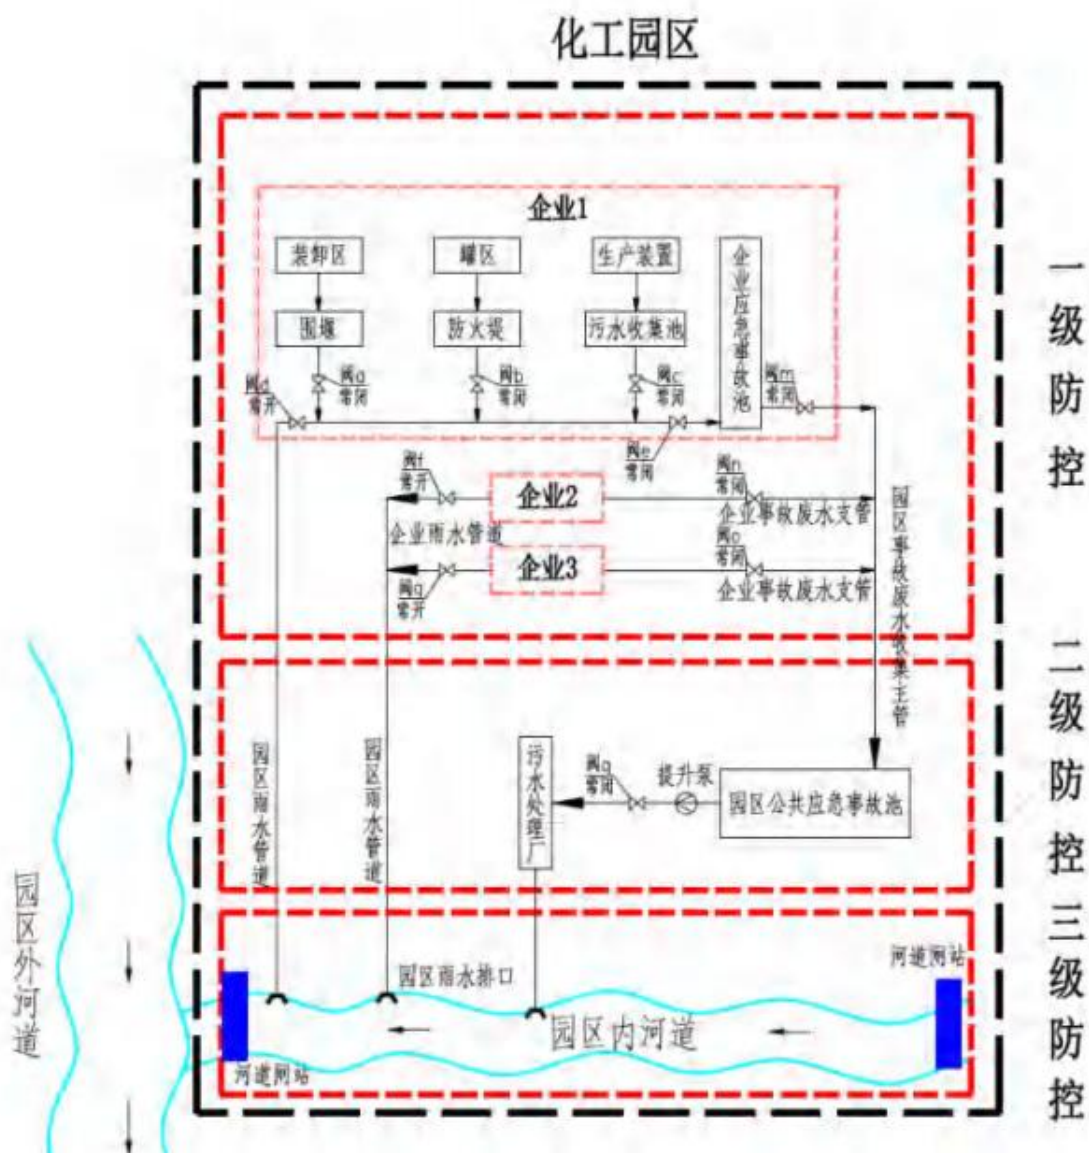 化工园区
企业1
装卸区
罐区
生产装置
企业应急事故池
围堰
防火堤
污水收集池
阀d
常开
阀a
常闭
阀b
常闭
阀c
常闭
阀m
常闭
阀e
常闭
一级防控
阀f
常开
企业2
阀n
常闭
企业雨水管道
企业事故废水支管
阀o
常闭
企业3
阀g
常开
企业事故废水支管
园区事故废水收集主管
二级防控
园区雨水管道
园区雨水管道
污水处理厂
阀q
常闭
提升泵
园区公共应急事故池
三级防控
园区外河道
园区雨水排口
河道闸站
园区内河道
河道闸站